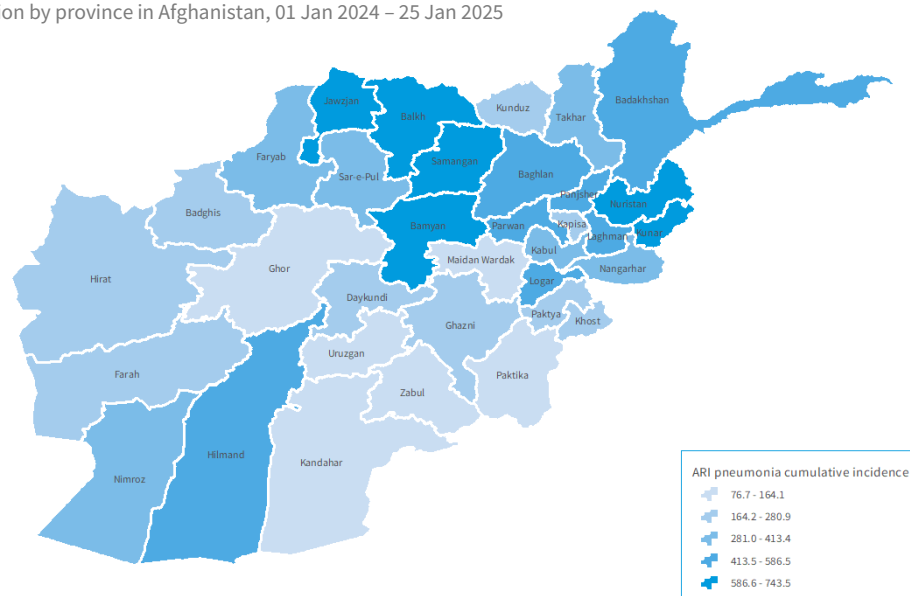 ion by province in Afghanistan, 01 Jan 2024 – 25 Jan 2025
Badakhshan
Jawzjan
Balkh
Kunduz
Takhar
Faryab
Samangan
Sar-e-Pul
Baghlan
Panjsher
Nuristan
Badghis
Bamyan
Parwan
Kapisa
Laghman
Kunar
Kabul
Maidan Wardak
Ghor
Nangarhar
Hirat
Logar
Daykundi
Paktya
Khost
Ghazni
Uruzgan
Farah
Paktika
Zabul
Hilmand
Kandahar
Nimroz
ARI pneumonia cumulative incidence
76.7 - 164.1
164.2 - 280.9
281.0 - 413.4
413.5 - 586.5
586.6 - 743.5